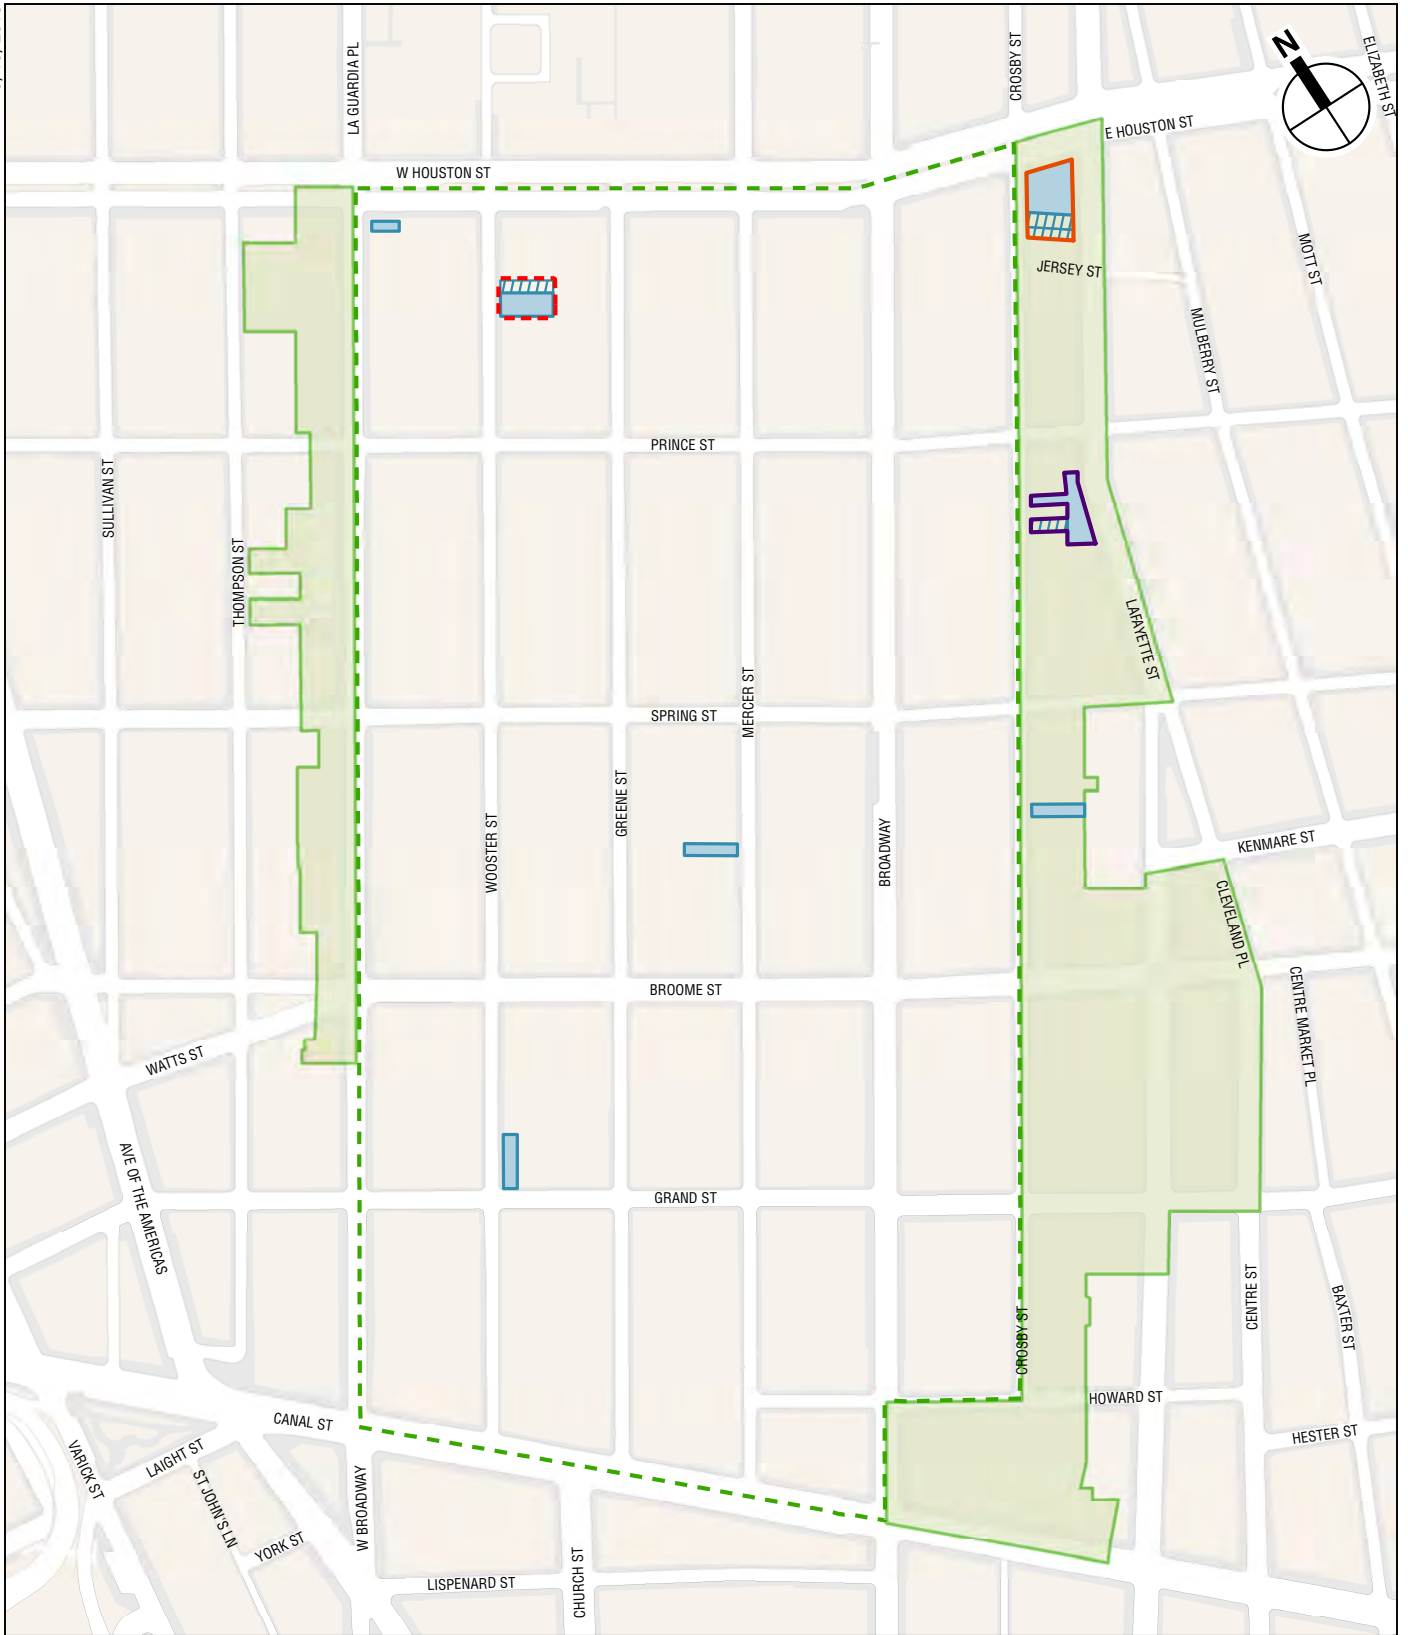 N
ELIZABETH ST
CROSBY ST
LA GUARDIA PL
E HOUSTON ST
W HOUSTON ST
MOTT ST
JERSEY ST
MULBERRY ST
PRINCE ST
SULLIVAN ST
THOMPSON ST
LAFAYETTE ST
MERCER ST
SPRING ST
GREENE ST
WOOSTER ST
BROADWAY
KENMARE ST
CLEVELAND PL
BROOME ST
CENTRE MARKET PL
WATTS ST
AVE OF THE AMERICAS
GRAND ST
CENTRE ST
BAXTER ST
CROSBY ST
HOWARD ST
CANAL ST
HESTER ST
VARICK ST
LAIGHT ST
ST JOHN'S LN
W BROADWAY
YORK ST
CHURCH ST
LISPENARD ST